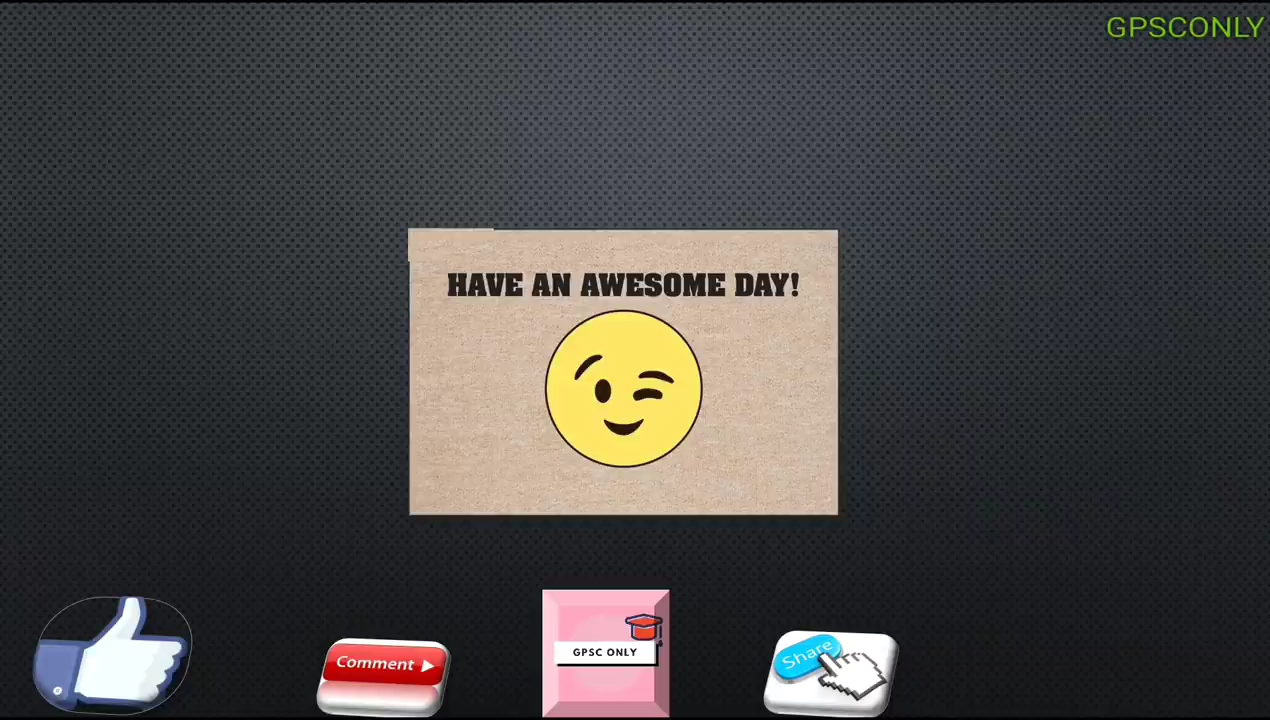 GPSCONLY
HAVE AN AWESOME DAY!
Comment
GPSC ONLY
Share